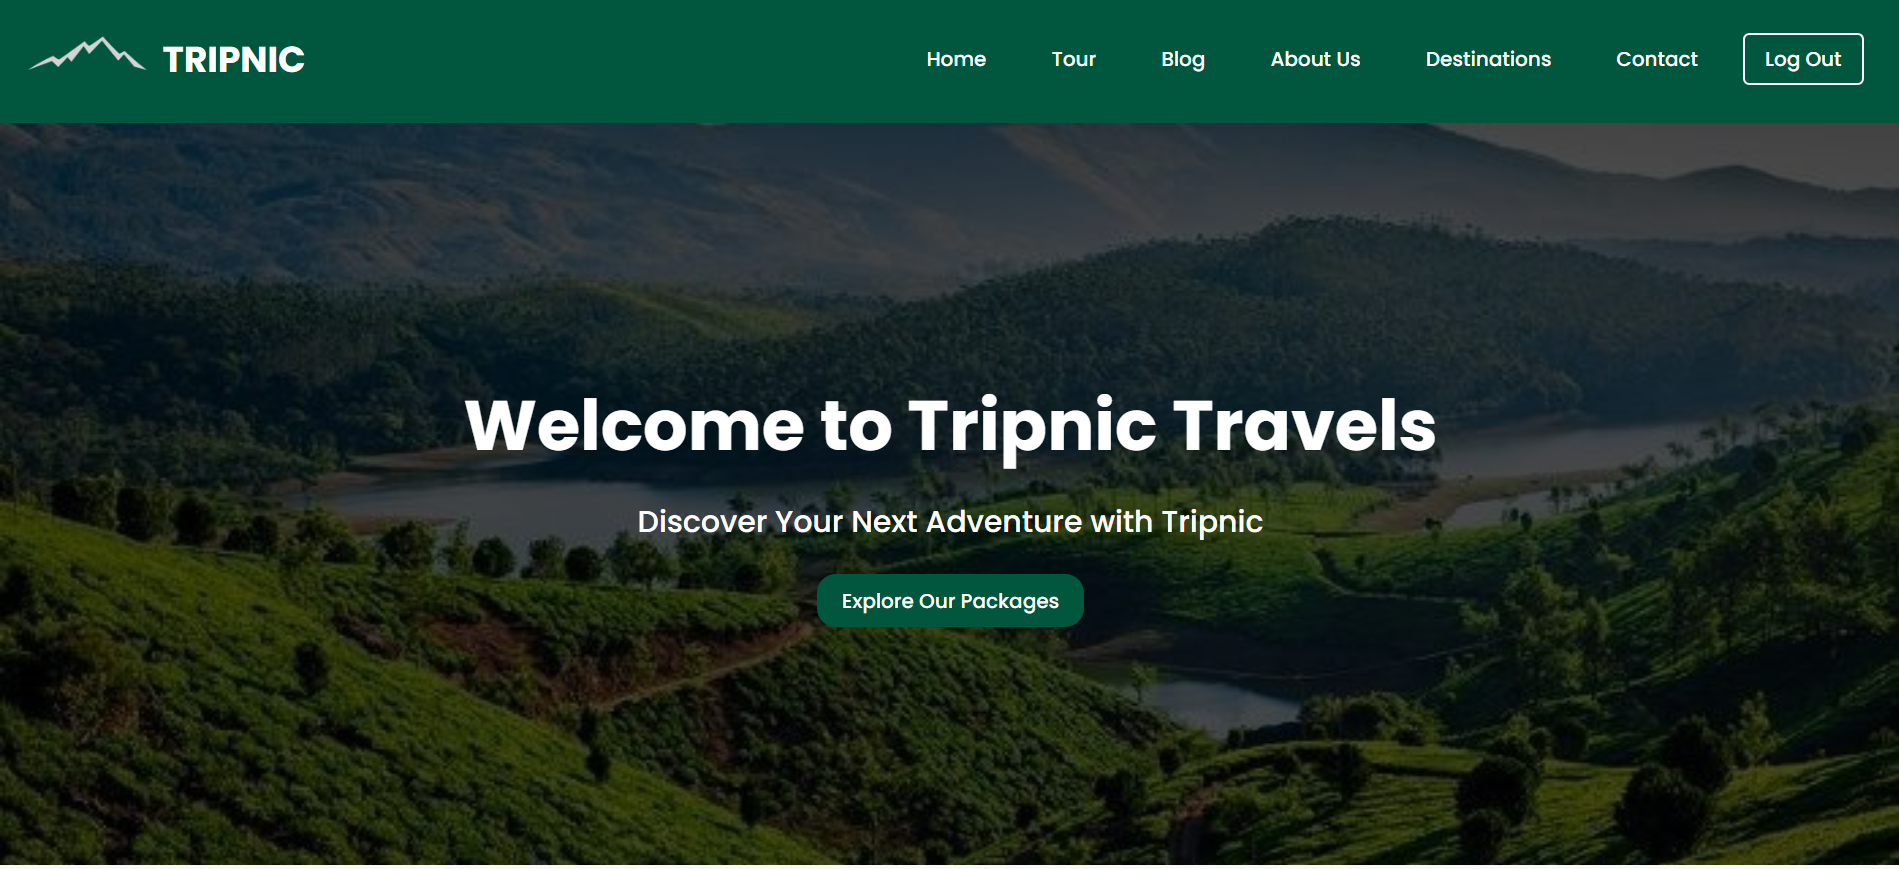 TRIPNIC
Home Tour Blog About Us Destinations Contact Log Out
Welcome to Tripnic Travels
Discover Your Next Adventure with Tripnic
Explore Our Packages